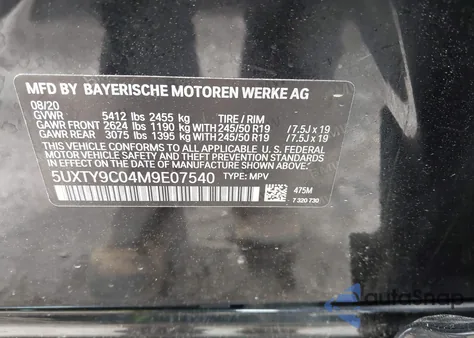 MFD BY BAYERISCHE MOTOREN WERKE AG
08/20
GVWR 5412 lbs 2455 kg TIRE / RIM
GAWR FRONT 2624 lbs 1190 kg WITH 245/50 R19 / 7.5J x 19
GAWR REAR 3075 lbs 1395 kg WITH 245/50 R19 / 7.5J x 19
THIS VEHICLE CONFORMS TO ALL APPLICABLE U.S. FEDERAL
MOTOR VEHICLE SAFETY, BUMPER, AND THEFT PREVENTION
STANDARDS IN EFFECT ON THE DATE OF MANUFACTURE
SHOWN ABOVE.
5UXTY9C04M9E07540 TYPE: MPV
475M
7 320 730
autoSnap